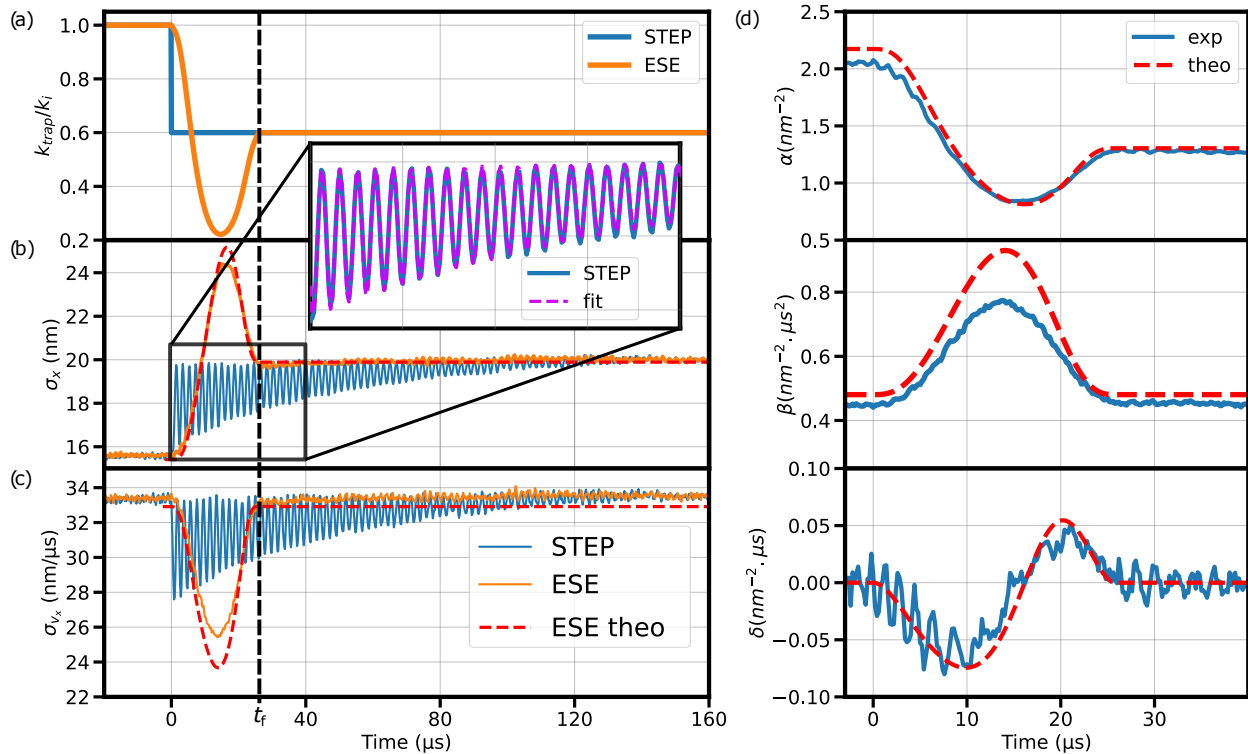 (a)
1.0
0.8
0.6
0.4
0.2
k_trap/k_i
STEP
ESE
(b)
24
22
20
18
16
σ_x (nm)
STEP
fit
(c)
34
32
30
28
26
24
22
σ_{v_x} (nm/μs)
STEP
ESE
ESE theo
0
t_f
40
80
120
160
Time (μs)
(d)
2.5
2.0
1.5
1.0
0.5
α(nm⁻²)
exp
theo
0.8
0.6
0.4
β(nm⁻².μs²)
0.10
0.05
0.00
−0.05
−0.10
δ(nm⁻².μs)
0
10
20
30
Time (μs)